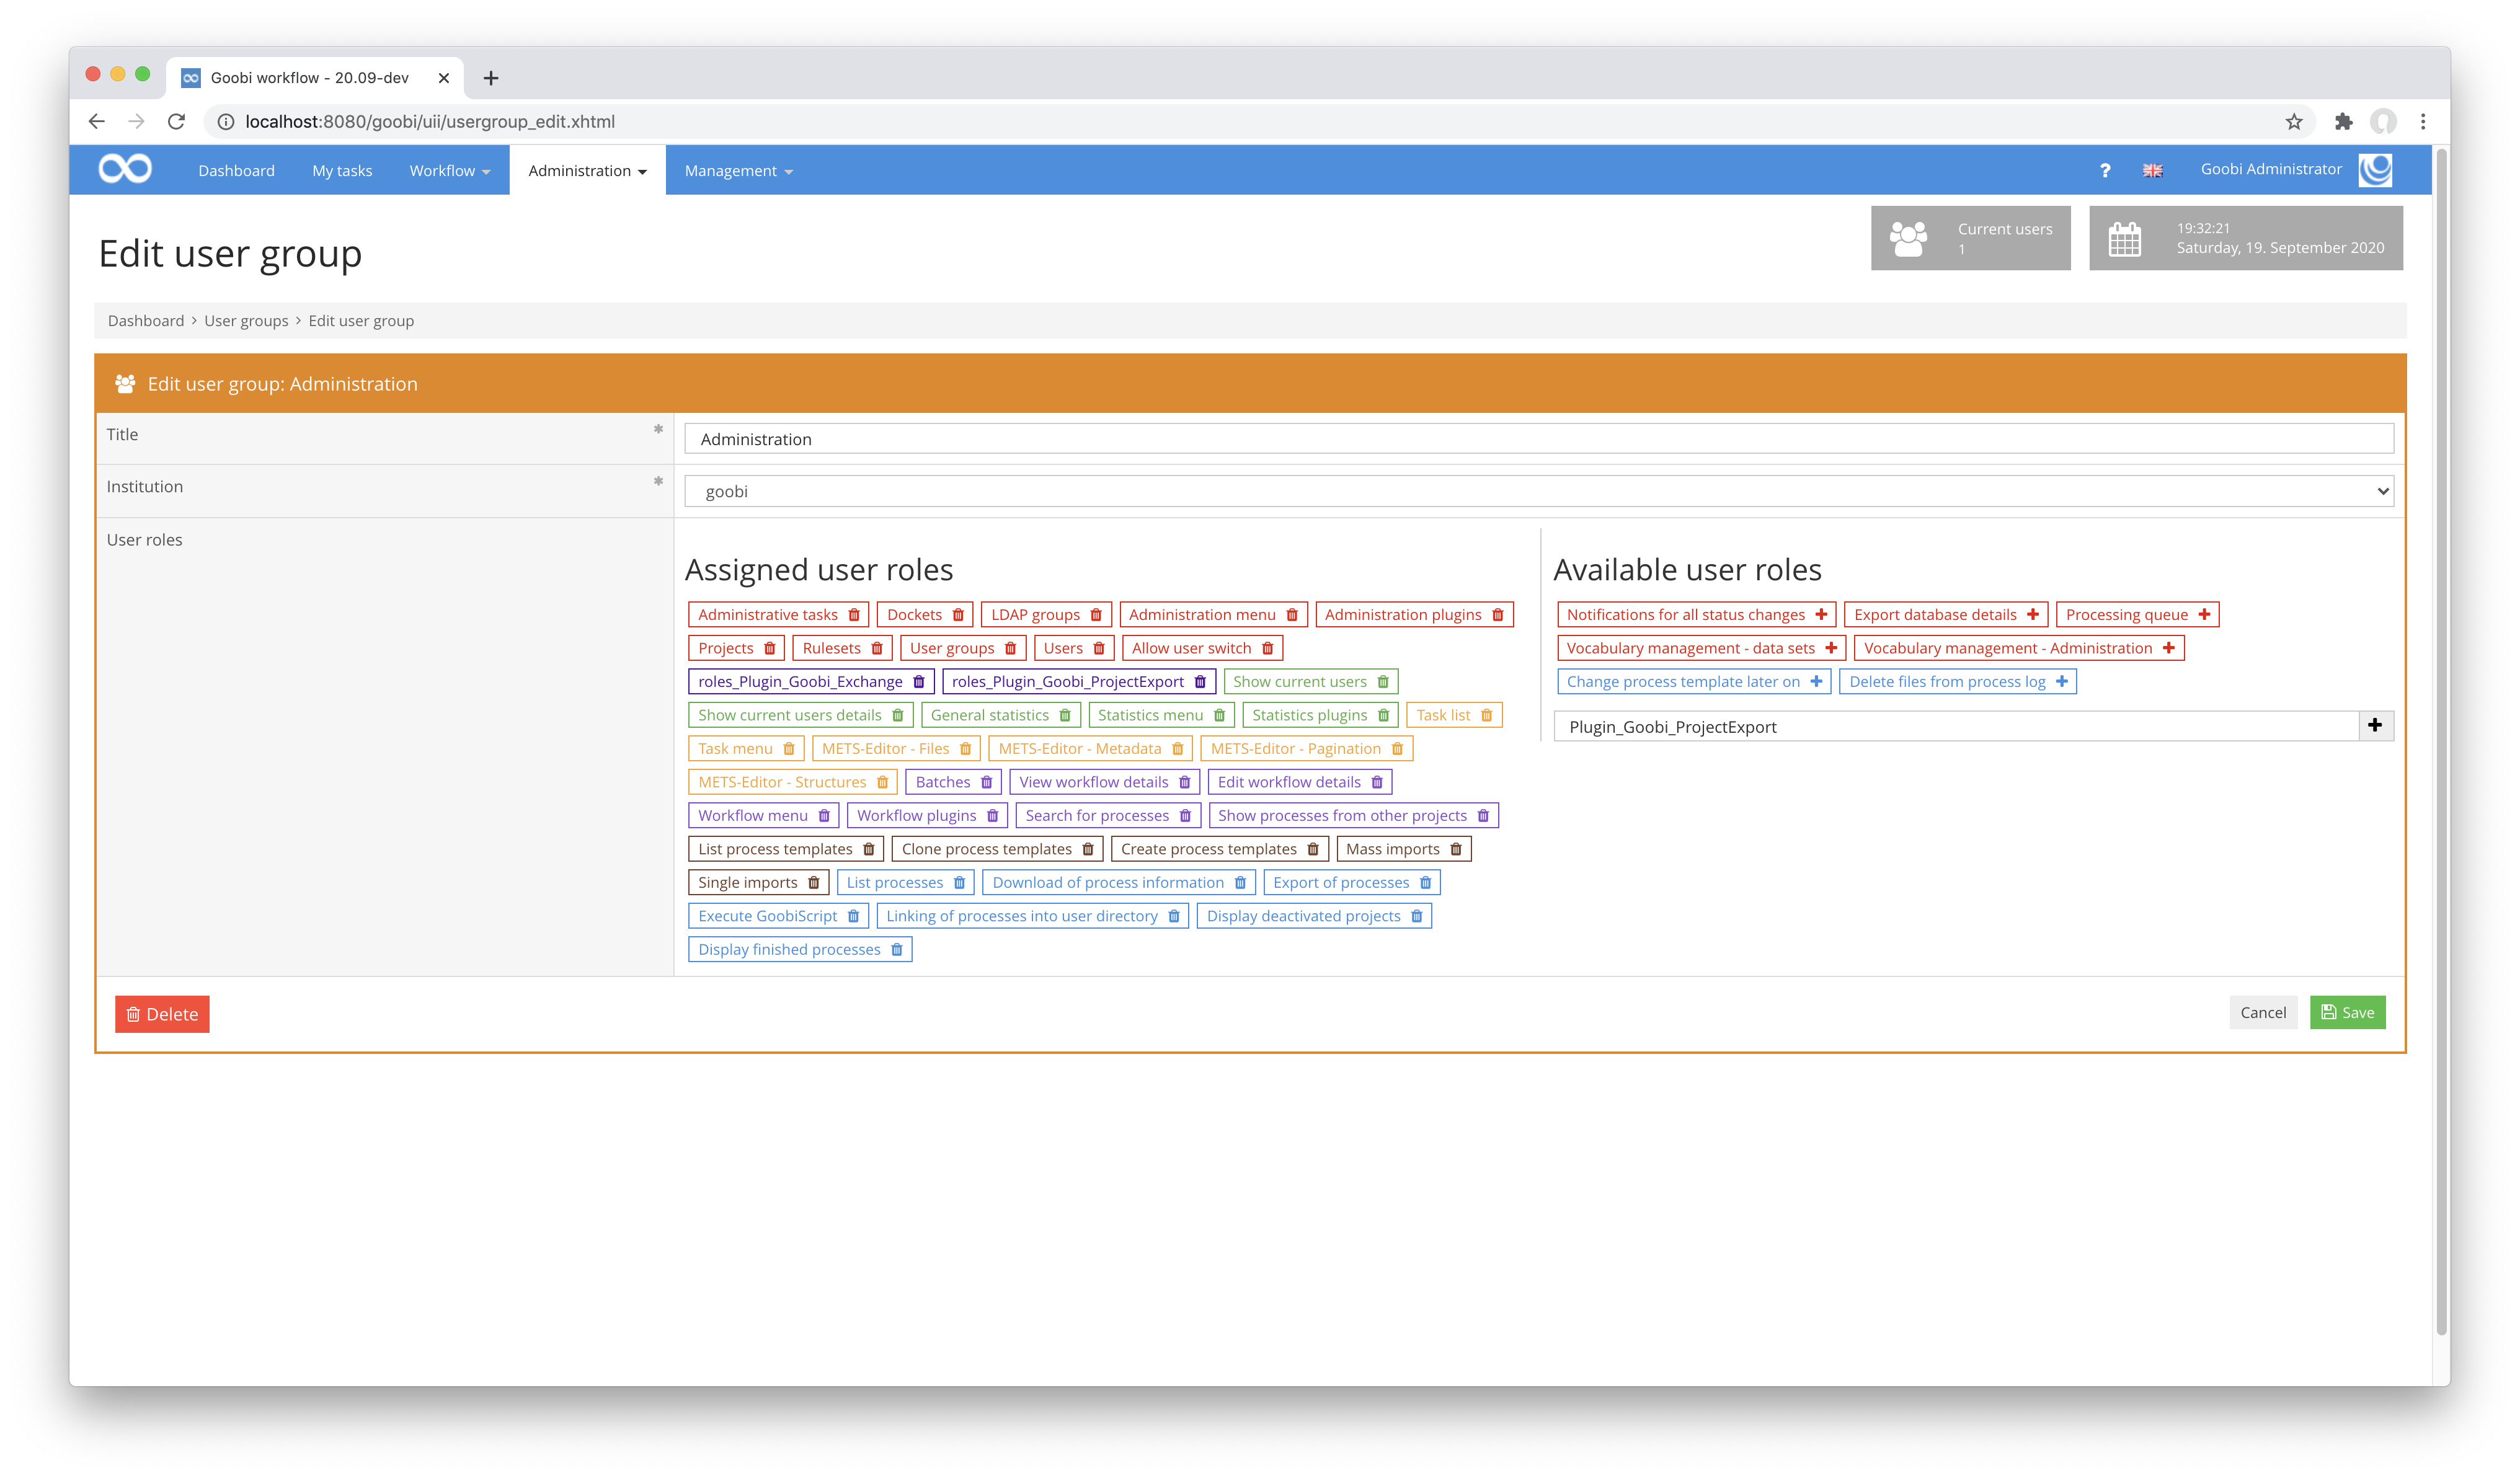 Goobi workflow - 20.09-dev
localhost:8080/goobi/uii/usergroup_edit.xhtml
Dashboard My tasks Workflow Administration Management ? Goobi Administrator
Edit user group
Current users
1
19:32:21
Saturday, 19. September 2020
Dashboard > User groups > Edit user group
Edit user group: Administration
Title *
Administration
Institution *
goobi
User roles
Assigned user roles
Administrative tasks Dockets LDAP groups Administration menu Administration plugins
Projects Rulesets User groups Users Allow user switch
roles_Plugin_Goobi_Exchange roles_Plugin_Goobi_ProjectExport Show current users
Show current users details General statistics Statistics menu Statistics plugins Task list
Task menu METS-Editor - Files METS-Editor - Metadata METS-Editor - Pagination
METS-Editor - Structures Batches View workflow details Edit workflow details
Workflow menu Workflow plugins Search for processes Show processes from other projects
List process templates Clone process templates Create process templates Mass imports
Single imports List processes Download of process information Export of processes
Execute GoobiScript Linking of processes into user directory Display deactivated projects
Display finished processes
Available user roles
Notifications for all status changes + Export database details + Processing queue +
Vocabulary management - data sets + Vocabulary management - Administration +
Change process template later on + Delete files from process log +
Plugin_Goobi_ProjectExport +
Delete
Cancel Save